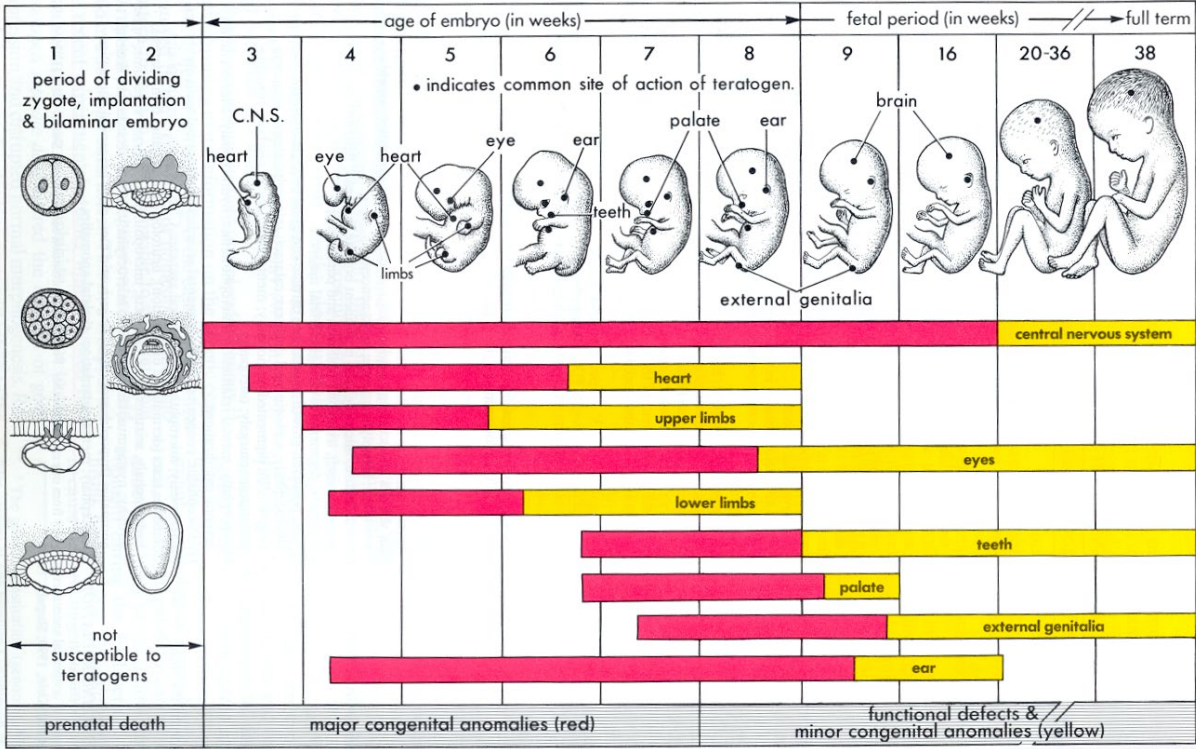 age of embryo (in weeks)
fetal period (in weeks)
full term
1
2
3
4
5
6
7
8
9
16
20-36
38
period of dividing
zygote, implantation
& bilaminar embryo
• indicates common site of action of teratogen.
C.N.S.
heart
eye
heart
limbs
eye
ear
teeth
palate
ear
brain
external genitalia
central nervous system
heart
upper limbs
eyes
lower limbs
teeth
palate
external genitalia
ear
not
susceptible to
teratogens
prenatal death
major congenital anomalies (red)
functional defects &
minor congenital anomalies (yellow)